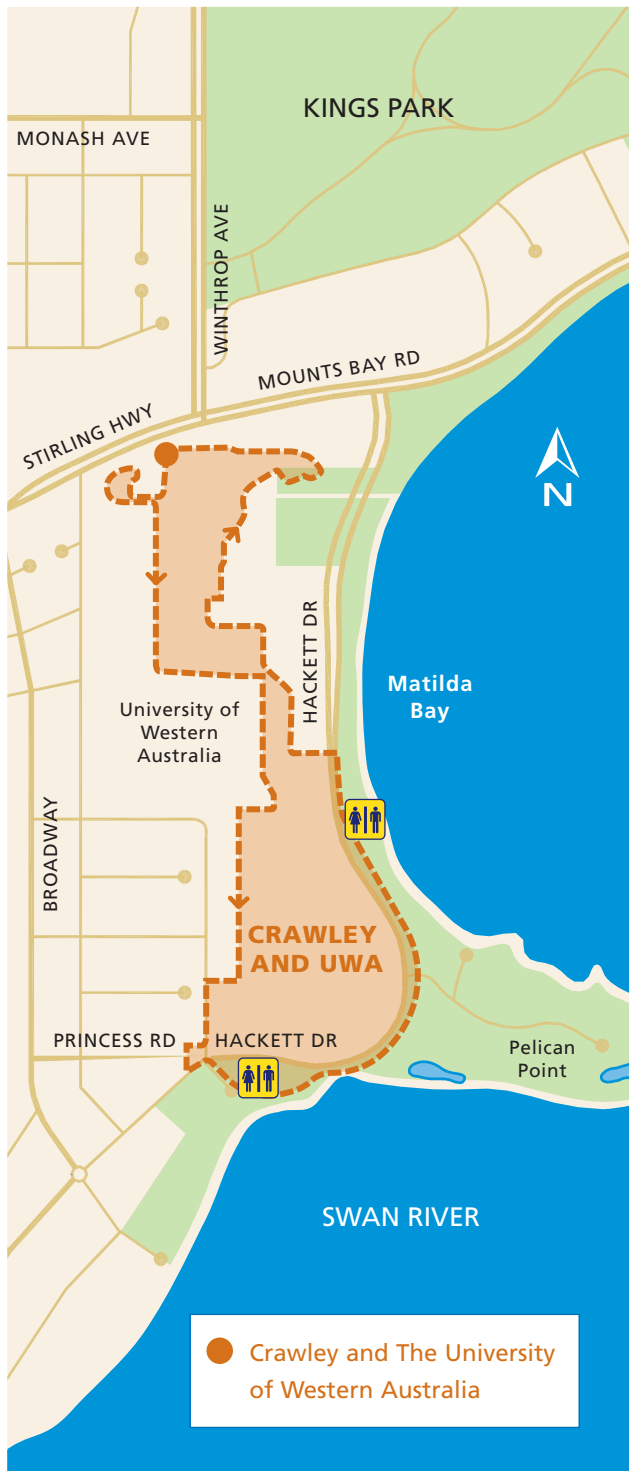 KINGS PARK
MONASH AVE
WINTHROP AVE
MOUNTS BAY RD
STIRLING HWY
N
HACKETT DR
Matilda
Bay
University of
Western
Australia
BROADWAY
CRAWLEY
AND UWA
PRINCESS RD
HACKETT DR
Pelican
Point
SWAN RIVER
Crawley and The University
of Western Australia